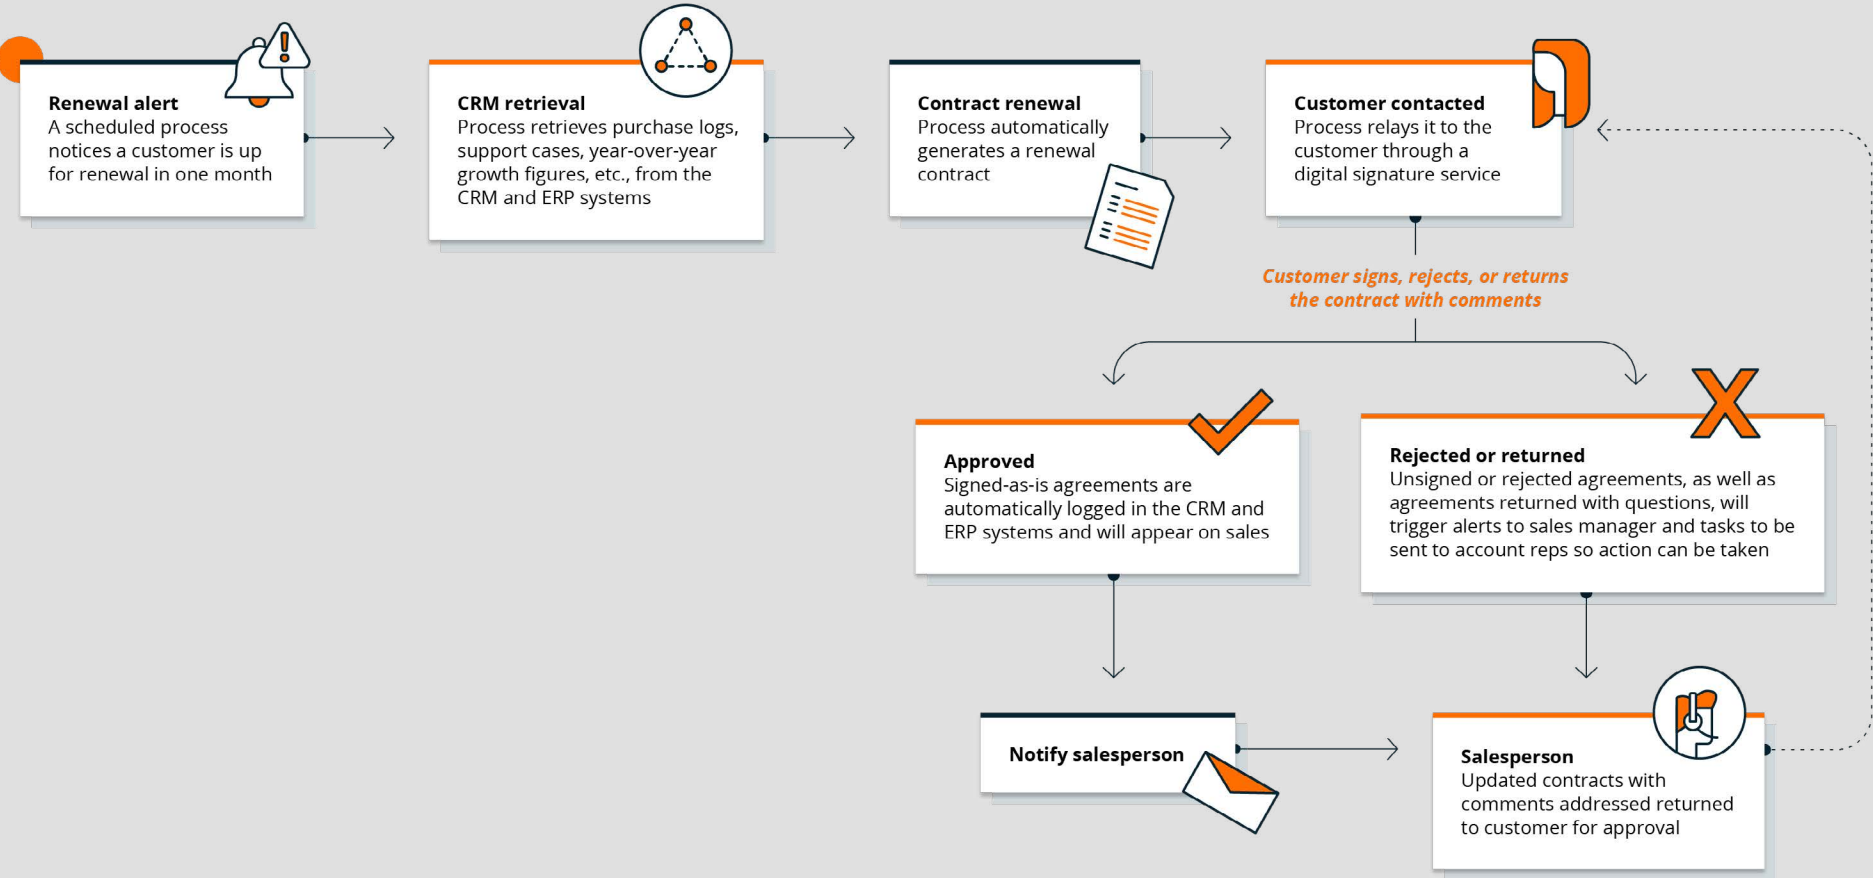 Renewal alert
A scheduled process
notices a customer is up
for renewal in one month
CRM retrieval
Process retrieves purchase logs,
support cases, year-over-year
growth figures, etc., from the
CRM and ERP systems
Contract renewal
Process automatically
generates a renewal
contract
Customer contacted
Process relays it to the
customer through a
digital signature service
Customer signs, rejects, or returns
the contract with comments
Approved
Signed-as-is agreements are
automatically logged in the CRM and
ERP systems and will appear on sales
Rejected or returned
Unsigned or rejected agreements, as well as
agreements returned with questions, will
trigger alerts to sales manager and tasks to be
sent to account reps so action can be taken
Notify salesperson
Salesperson
Updated contracts with
comments addressed returned
to customer for approval